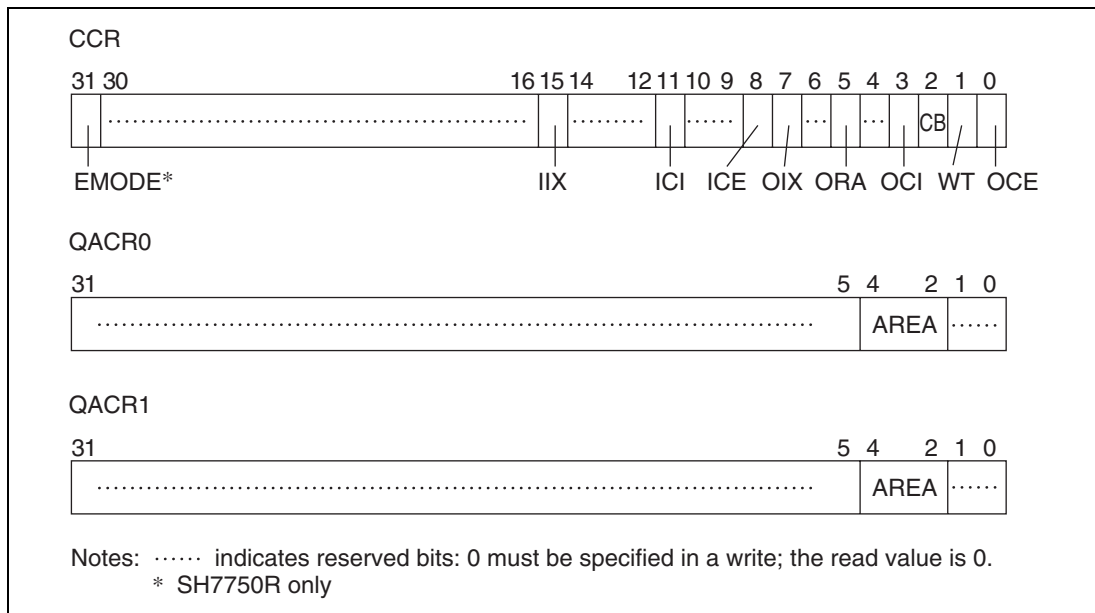 CCR
31 30 16 15 14 12 11 10 9 8 7 6 5 4 3 2 1 0
CB
EMODE* IIX ICI ICE OIX ORA OCI WT OCE
QACR0
31 5 4 2 1 0
AREA
QACR1
31 5 4 2 1 0
AREA
Notes: ······ indicates reserved bits: 0 must be specified in a write; the read value is 0.
* SH7750R only